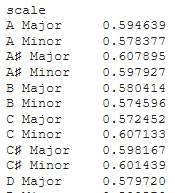 scale
A Major 0.594639
A Minor 0.578377
A♯ Major 0.607895
A♯ Minor 0.597927
B Major 0.580414
B Minor 0.574596
C Major 0.572452
C Minor 0.607133
C♯ Major 0.598167
C♯ Minor 0.601439
D Major 0.579720